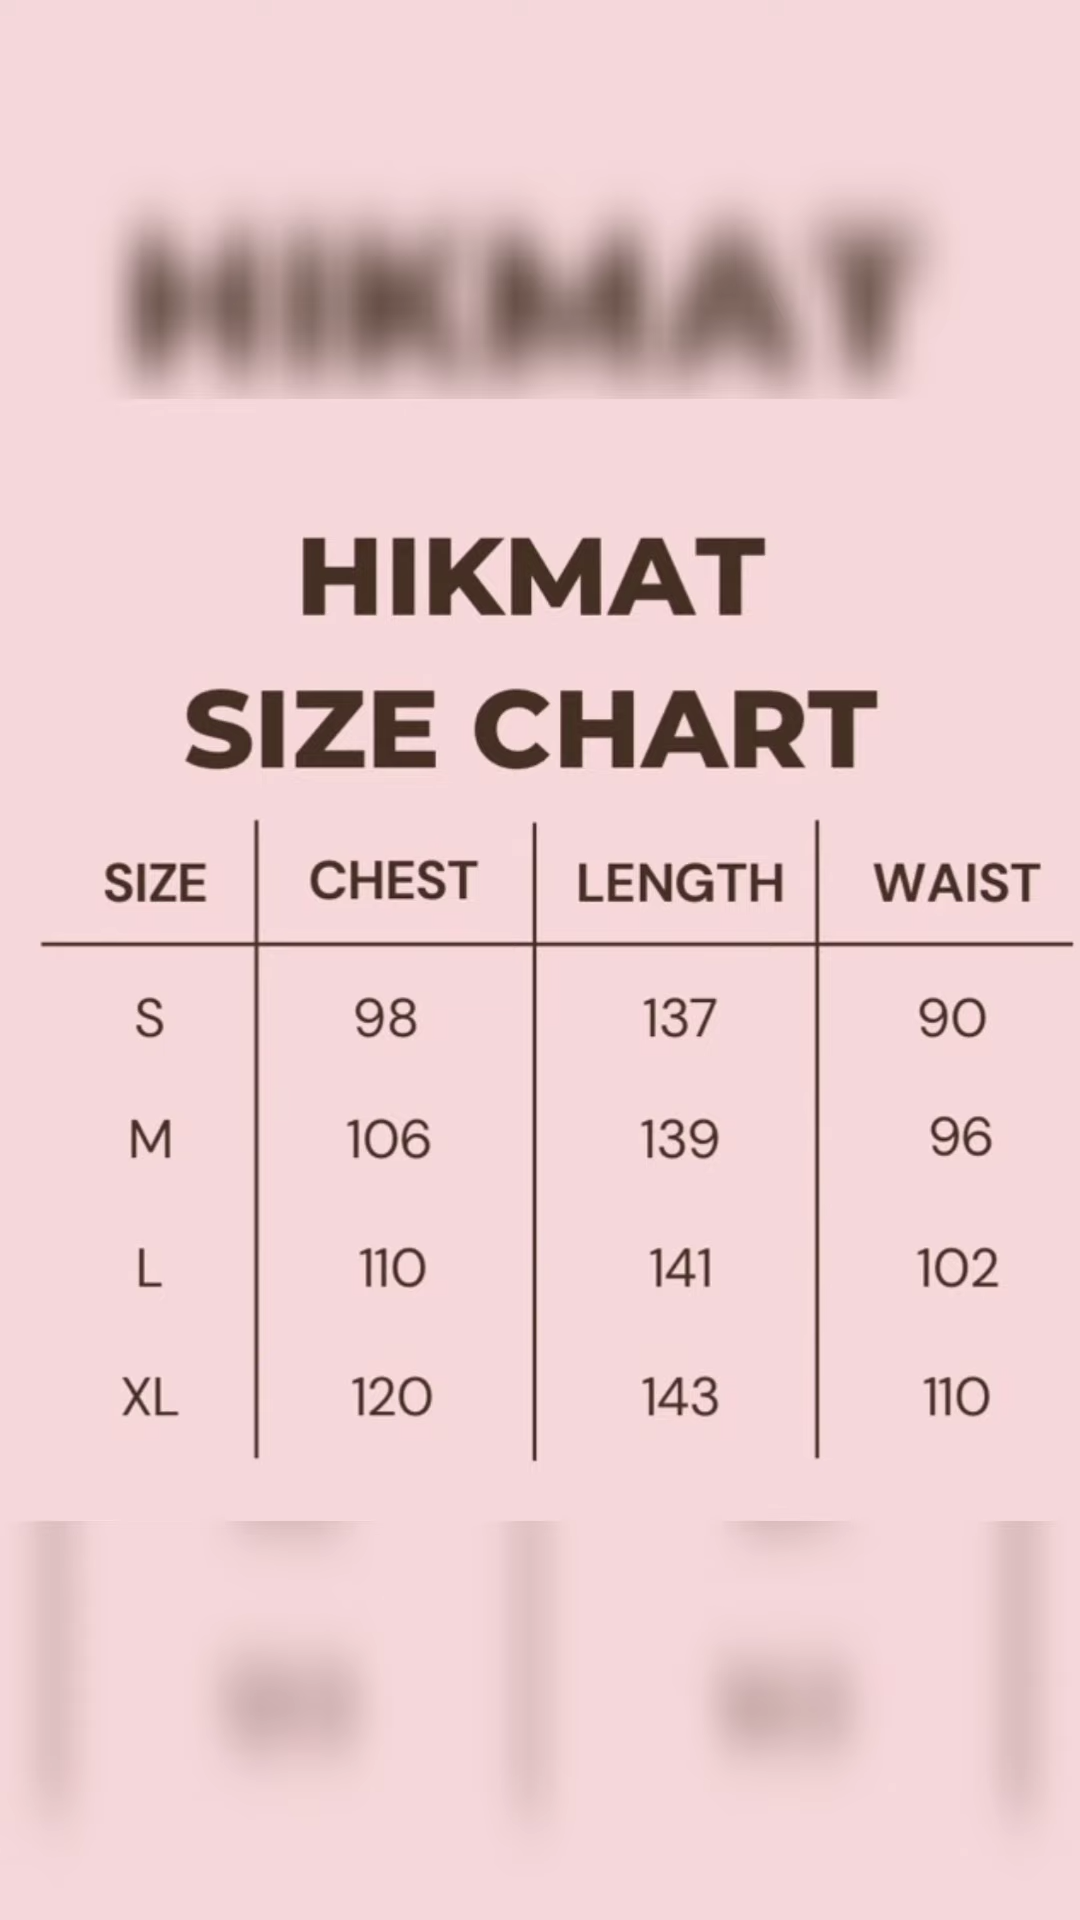 HIKMAT
HIKMAT
SIZE CHART
SIZE CHEST LENGTH WAIST
S 98 137 90
M 106 139 96
L 110 141 102
XL 120 143 110